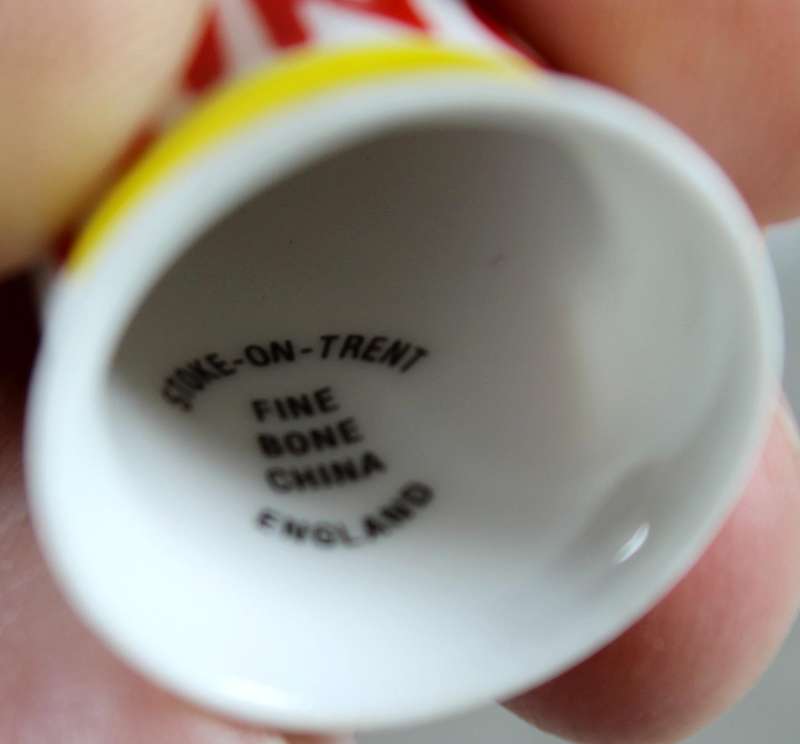 STOKE-ON-TRENT
FINE
BONE
CHINA
ENGLAND